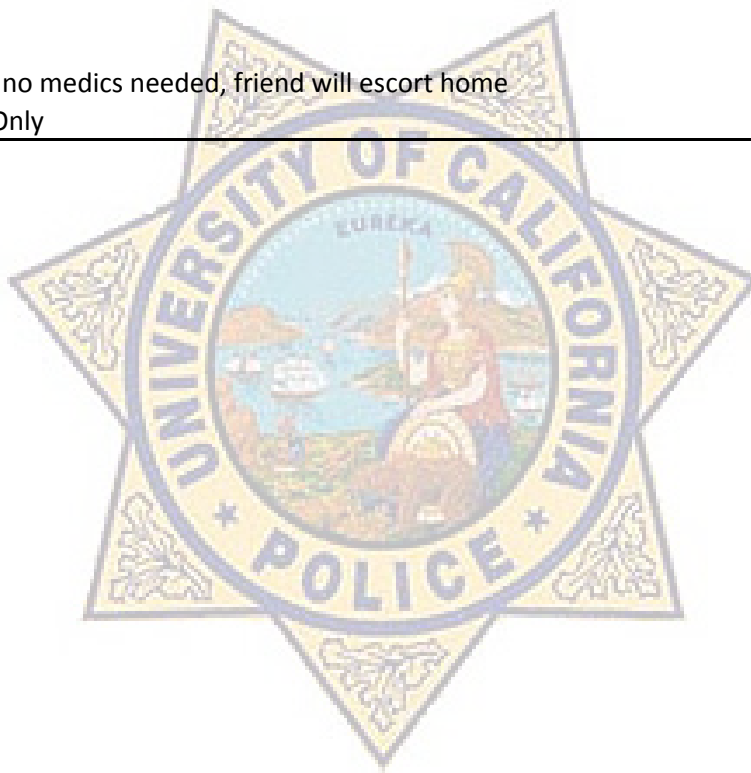 no medics needed, friend will escort home
Only
UNIVERSITY OF CALIFORNIA
EUREKA
* POLICE *